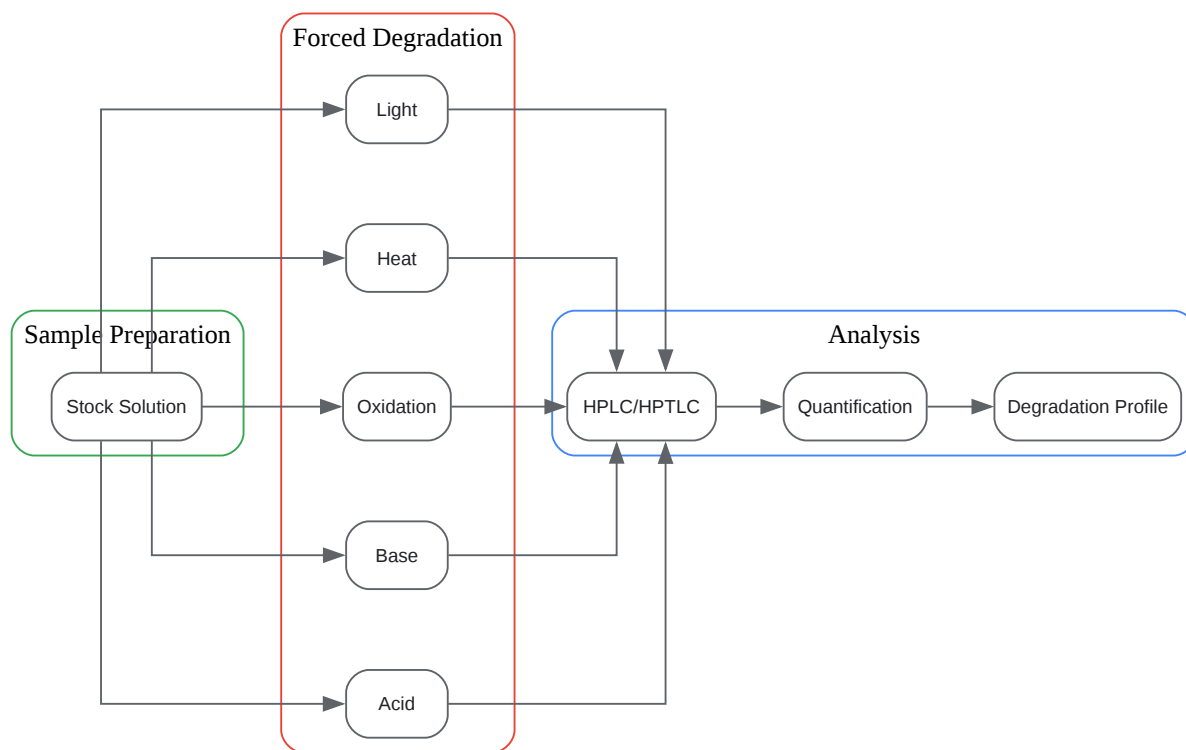 Forced Degradation
Light
Heat
Sample Preparation
Analysis
Stock Solution
Oxidation
HPLC/HPTLC
Quantification
Degradation Profile
Base
Acid